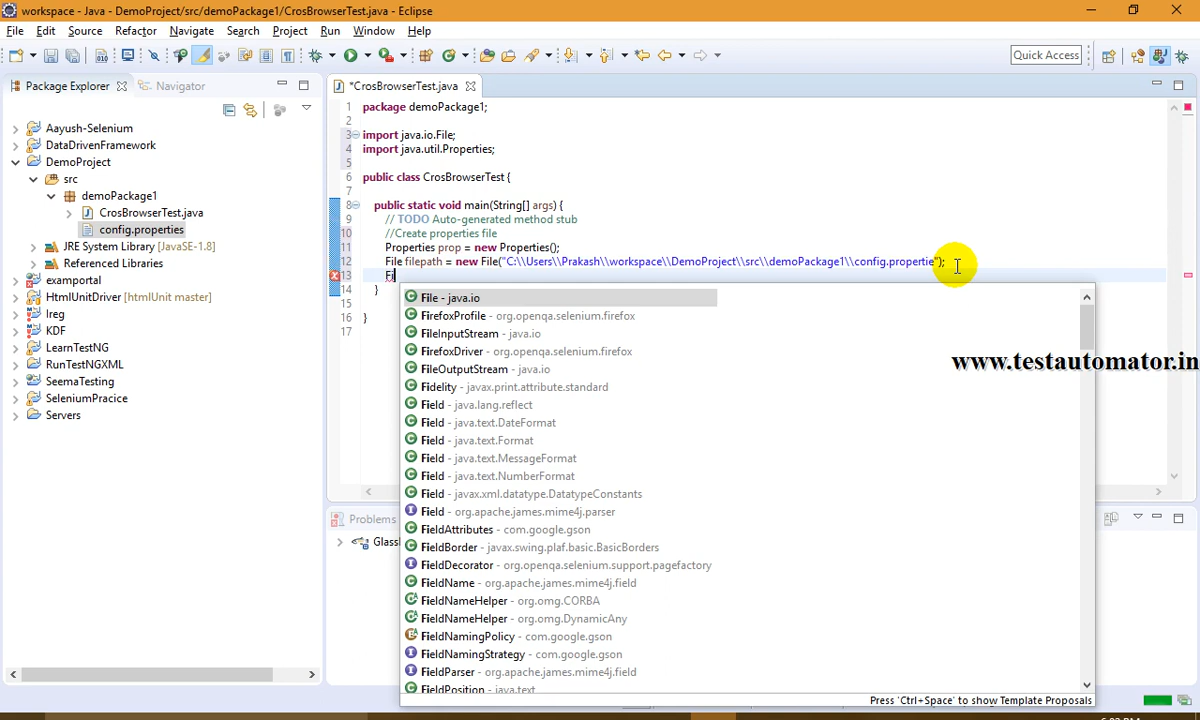 workspace - Java - DemoProject/src/demoPackage1/CrosBrowserTest.java - Eclipse
File Edit Source Refactor Navigate Search Project Run Window Help
Quick Access
Package Explorer Navigator
Aayush-Selenium
DataDrivenFramework
DemoProject
src
demoPackage1
CrosBrowserTest.java
config.properties
JRE System Library [JavaSE-1.8]
Referenced Libraries
examportal
HtmlUnitDriver [htmlUnit master]
Ireg
KDF
LearnTestNG
RunTestNGXML
SeemaTesting
SeleniumPracice
Servers
*CrosBrowserTest.java
1 package demoPackage1;
2
3 import java.io.File;
4 import java.util.Properties;
5
6 public class CrosBrowserTest {
7
8 public static void main(String[] args) {
9 // TODO Auto-generated method stub
10 //Create properties file
11 Properties prop = new Properties();
12 File filepath = new File("C:\\Users\\Prakash\\workspace\\DemoProject\\src\\demoPackage1\\config.propertie");
13 Fi
14 }
15
16 }
17
File - java.io
FirefoxProfile - org.openqa.selenium.firefox
FileInputStream - java.io
FirefoxDriver - org.openqa.selenium.firefox
FileOutputStream - java.io
Fidelity - javax.print.attribute.standard
Field - java.lang.reflect
Field - java.text.DateFormat
Field - java.text.Format
Field - java.text.MessageFormat
Field - java.text.NumberFormat
Field - javax.xml.datatype.DatatypeConstants
Field - org.apache.james.mime4j.parser
FieldAttributes - com.google.gson
FieldBorder - javax.swing.plaf.basic.BasicBorders
FieldDecorator - org.openqa.selenium.support.pagefactory
FieldName - org.apache.james.mime4j.field
FieldNameHelper - org.omg.CORBA
FieldNameHelper - org.omg.DynamicAny
FieldNamingPolicy - com.google.gson
FieldNamingStrategy - com.google.gson
FieldParser - org.apache.james.mime4j.field
FieldPosition - java.text
Press 'Ctrl+Space' to show Template Proposals
www.testautomator.in
Problems